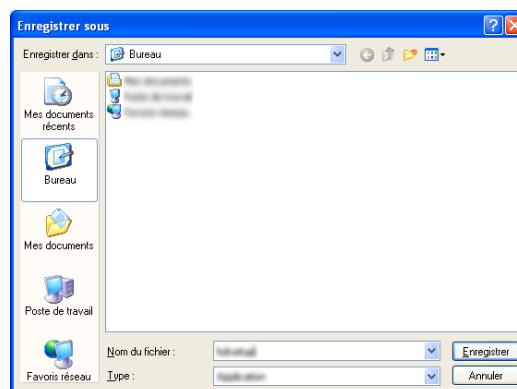 Enregistrer sous
Enregistrer dans :
Bureau
Mes documents
récents
Bureau
Mes documents
Poste de travail
Favoris réseau
Nom du fichier :
Enregistrer
Type :
Annuler